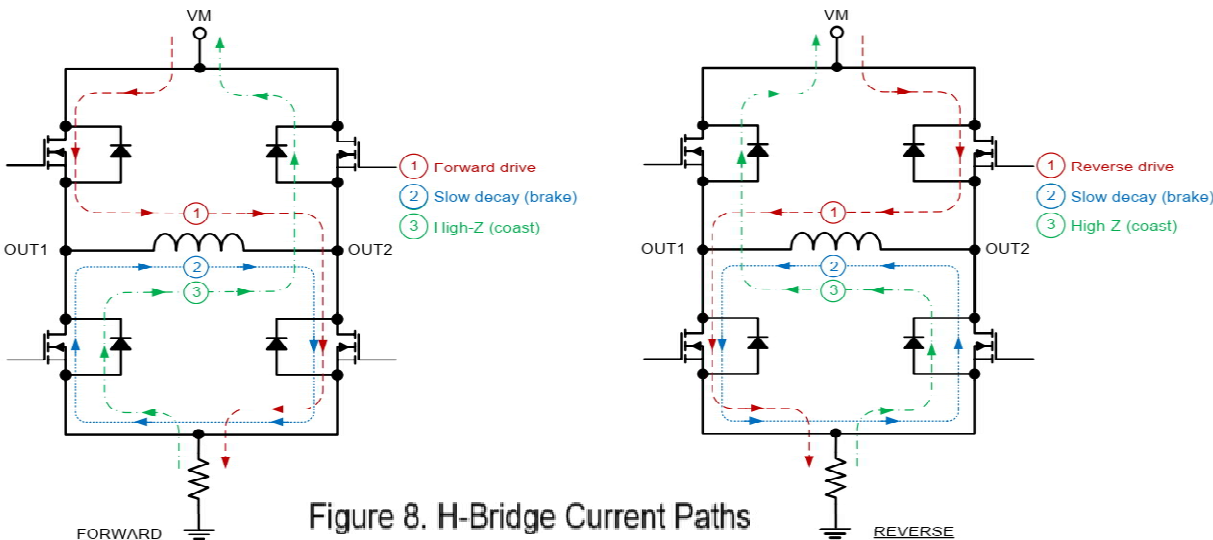 VM
1 Forward drive
2 Slow decay (brake)
3 High-Z (coast)
1
OUT1
OUT2
2
3
FORWARD
VM
1 Reverse drive
2 Slow decay (brake)
3 High Z (coast)
1
OUT1
OUT2
2
3
REVERSE
Figure 8. H-Bridge Current Paths